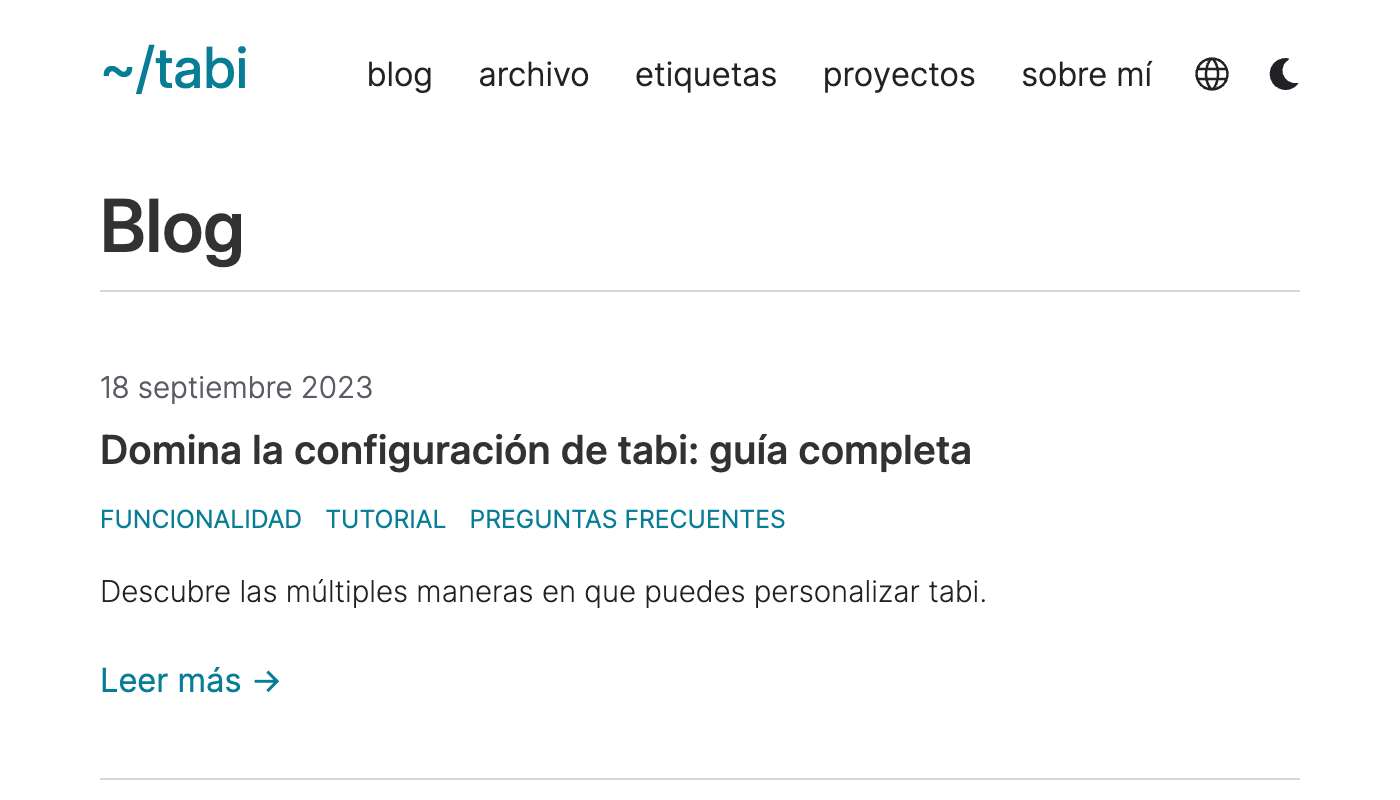 ~/tabi blog archivo etiquetas proyectos sobre mí
Blog
18 septiembre 2023
Domina la configuración de tabi: guía completa
FUNCIONALIDAD TUTORIAL PREGUNTAS FRECUENTES
Descubre las múltiples maneras en que puedes personalizar tabi.
Leer más →